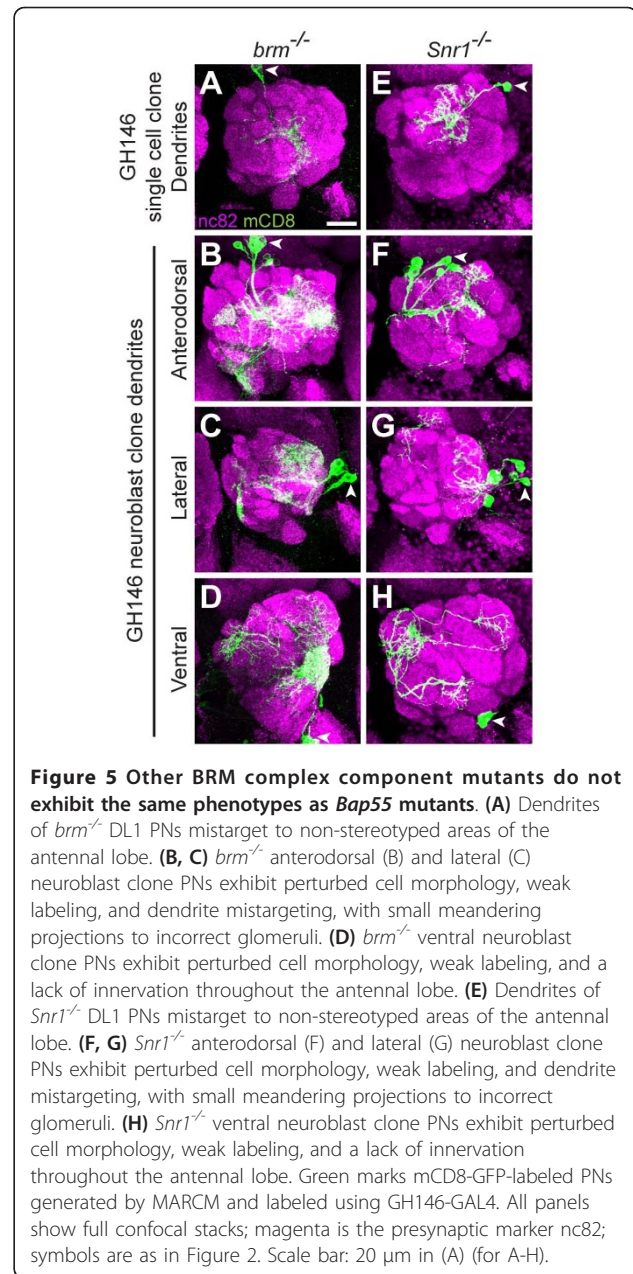 brm-/-
Snr1-/-
GH146
single cell clone
Dendrites
A
E
nc82 mCD8
GH146 neuroblast clone dendrites
Anterodorsal
B
F
Lateral
C
G
Ventral
D
H
Figure 5 Other BRM complex component mutants do not
exhibit the same phenotypes as Bap55 mutants. (A) Dendrites
of brm-/- DL1 PNs mistarget to non-stereotyped areas of the
antennal lobe. (B, C) brm-/- anterodorsal (B) and lateral (C)
neuroblast clone PNs exhibit perturbed cell morphology, weak
labeling, and dendrite mistargeting, with small meandering
projections to incorrect glomeruli. (D) brm-/- ventral neuroblast
clone PNs exhibit perturbed cell morphology, weak labeling, and a
lack of innervation throughout the antennal lobe. (E) Dendrites of
Snr1-/- DL1 PNs mistarget to non-stereotyped areas of the antennal
lobe. (F, G) Snr1-/- anterodorsal (F) and lateral (G) neuroblast clone
PNs exhibit perturbed cell morphology, weak labeling, and dendrite
mistargeting, with small meandering projections to incorrect
glomeruli. (H) Snr1-/- ventral neuroblast clone PNs exhibit perturbed
cell morphology, weak labeling, and a lack of innervation
throughout the antennal lobe. Green marks mCD8-GFP-labeled PNs
generated by MARCM and labeled using GH146-GAL4. All panels
show full confocal stacks; magenta is the presynaptic marker nc82;
symbols are as in Figure 2. Scale bar: 20 μm in (A) (for A-H).